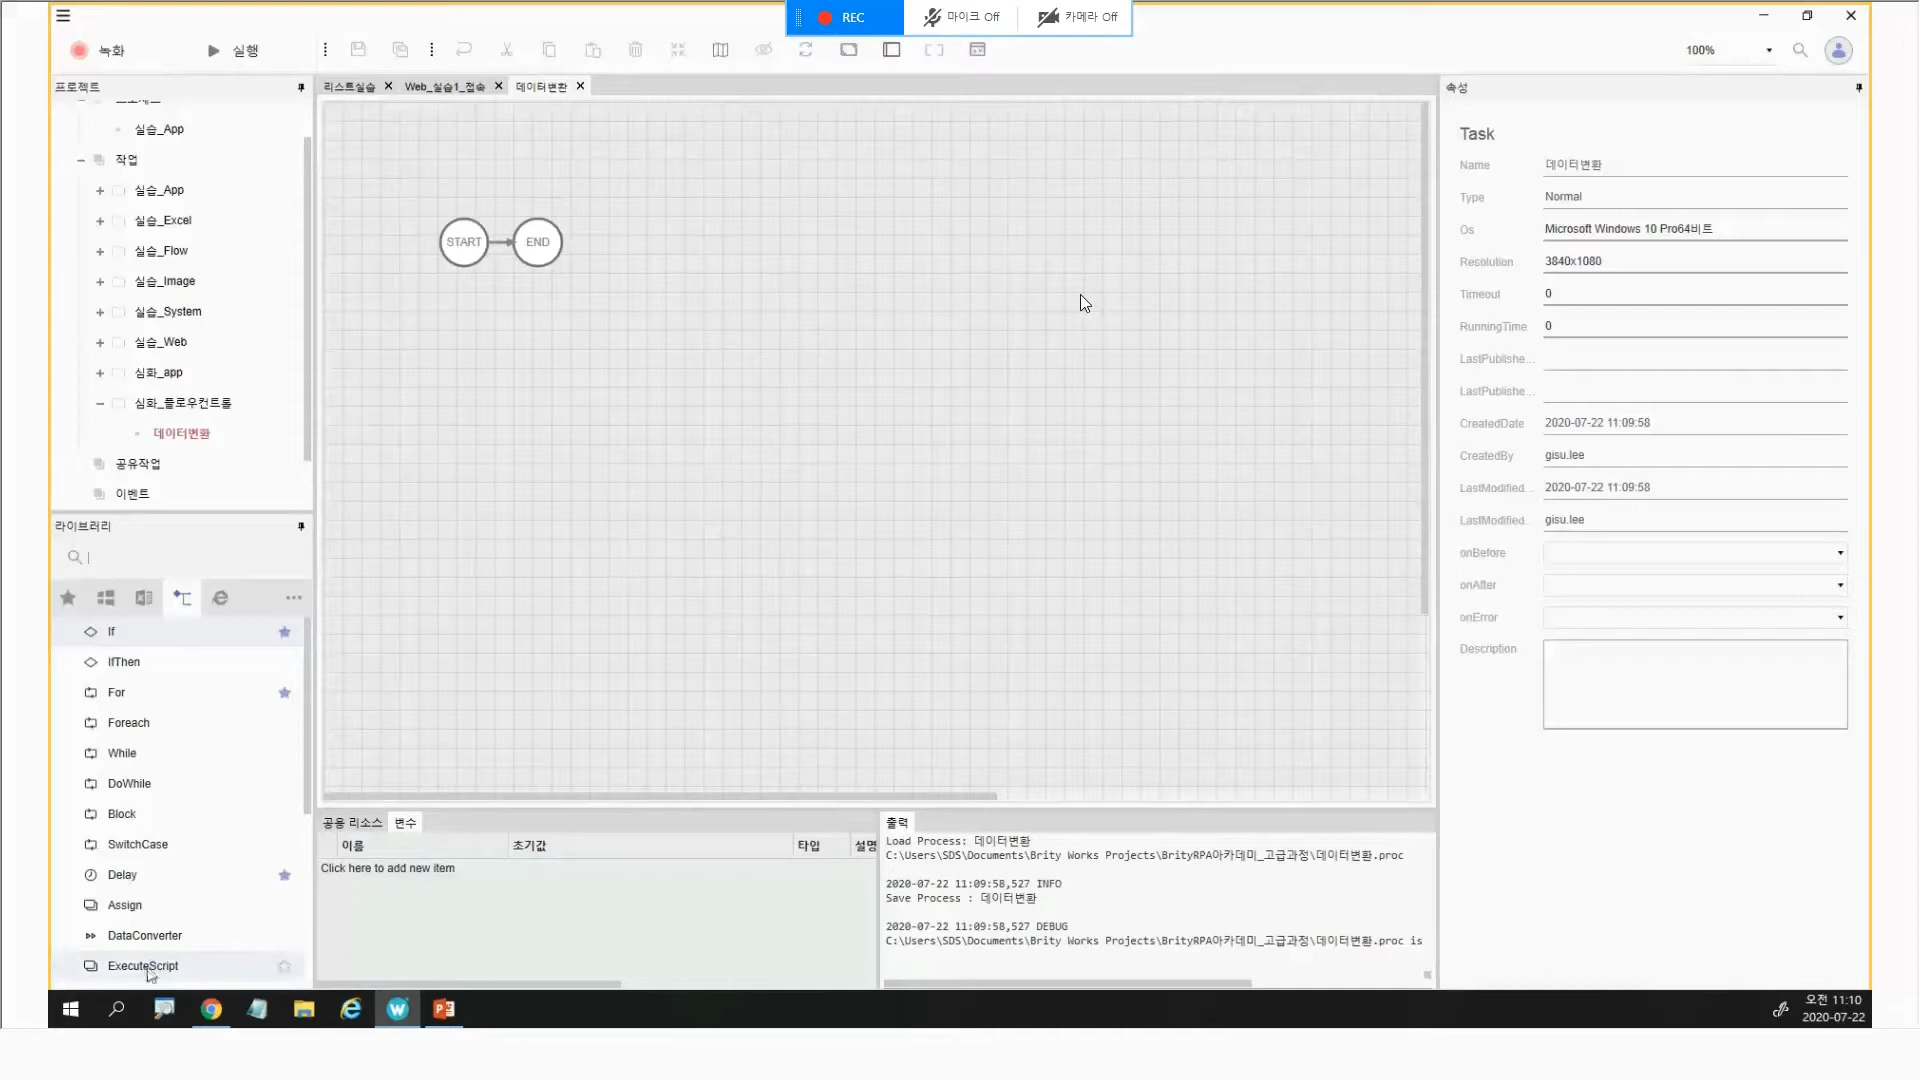 REC
마이크 Off
카메라 Off
녹화
실행
100%
프로젝트
리스트실습
Web_실습1_접속
데이터변환
속성
실습_App
작업
실습_App
실습_Excel
실습_Flow
실습_Image
실습_System
실습_Web
심화_app
심화_플로우컨트롤
데이터변환
공유작업
이벤트
START
END
Task
Name 데이터변환
Type Normal
Os Microsoft Windows 10 Pro64비트
Resolution 3840x1080
Timeout 0
RunningTime 0
LastPublishe...
LastPublishe...
CreatedDate 2020-07-22 11:09:58
CreatedBy gisu.lee
LastModified... 2020-07-22 11:09:58
LastModified... gisu.lee
onBefore
onAfter
onError
Description
라이브러리
If
IfThen
For
Foreach
While
DoWhile
Block
SwitchCase
Delay
Assign
DataConverter
ExecuteScript
공용 리소스
변수
이름
초기값
타입
설명
Click here to add new item
출력
Load Process: 데이터변환
C:\Users\SDS\Documents\Brity Works Projects\BrityRPA아카데미_고급과정\데이터변환.proc
2020-07-22 11:09:58,527 INFO
Save Process : 데이터변환
2020-07-22 11:09:58,527 DEBUG
C:\Users\SDS\Documents\Brity Works Projects\BrityRPA아카데미_고급과정\데이터변환.proc is
오전 11:10
2020-07-22